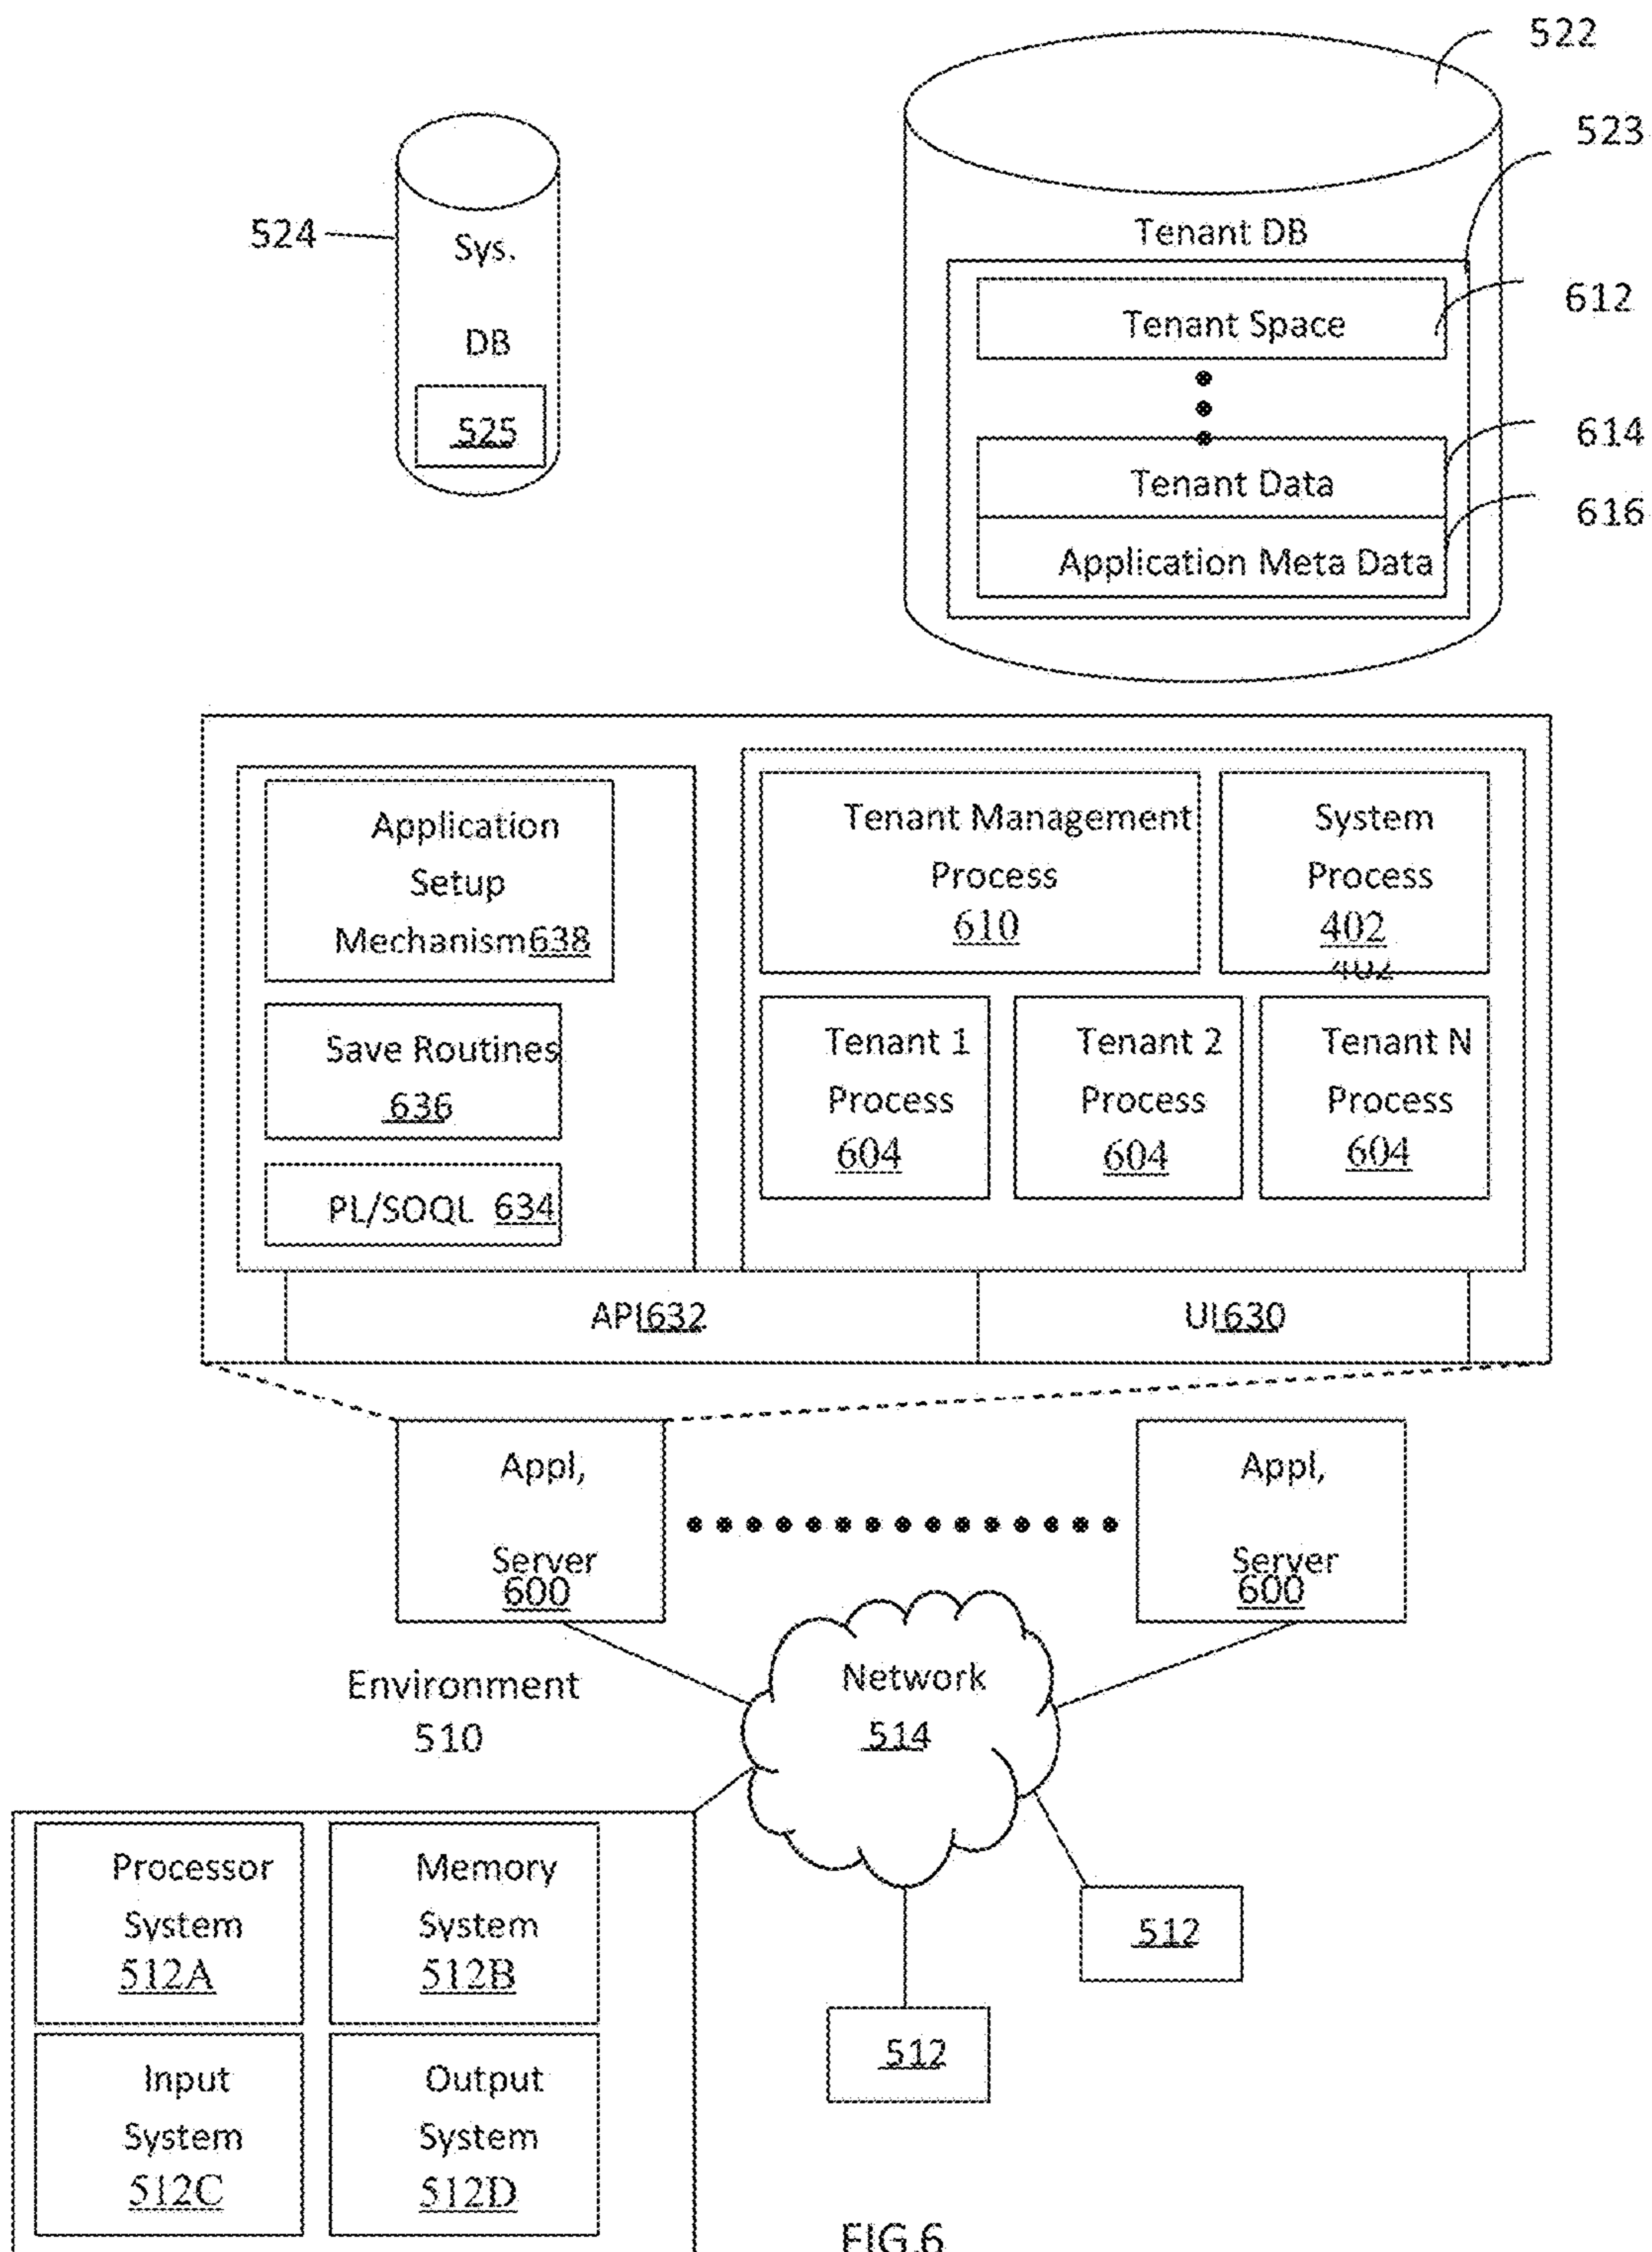 522
523
524
Sys.
DB
525
Tenant DB
Tenant Space
612
614
Tenant Data
616
Application Meta Data
Application
Setup
Mechanism638
Save Routines
636
PL/SOQL 634
Tenant Management
Process
610
System
Process
402
402
Tenant 1
Process
604
Tenant 2
Process
604
Tenant N
Process
604
API632
UI630
Appl,
Server
600
Appl,
Server
600
Environment
510
Network
514
Processor
System
512A
Memory
System
512B
Input
System
512C
Output
System
512D
512
512
FIG.6